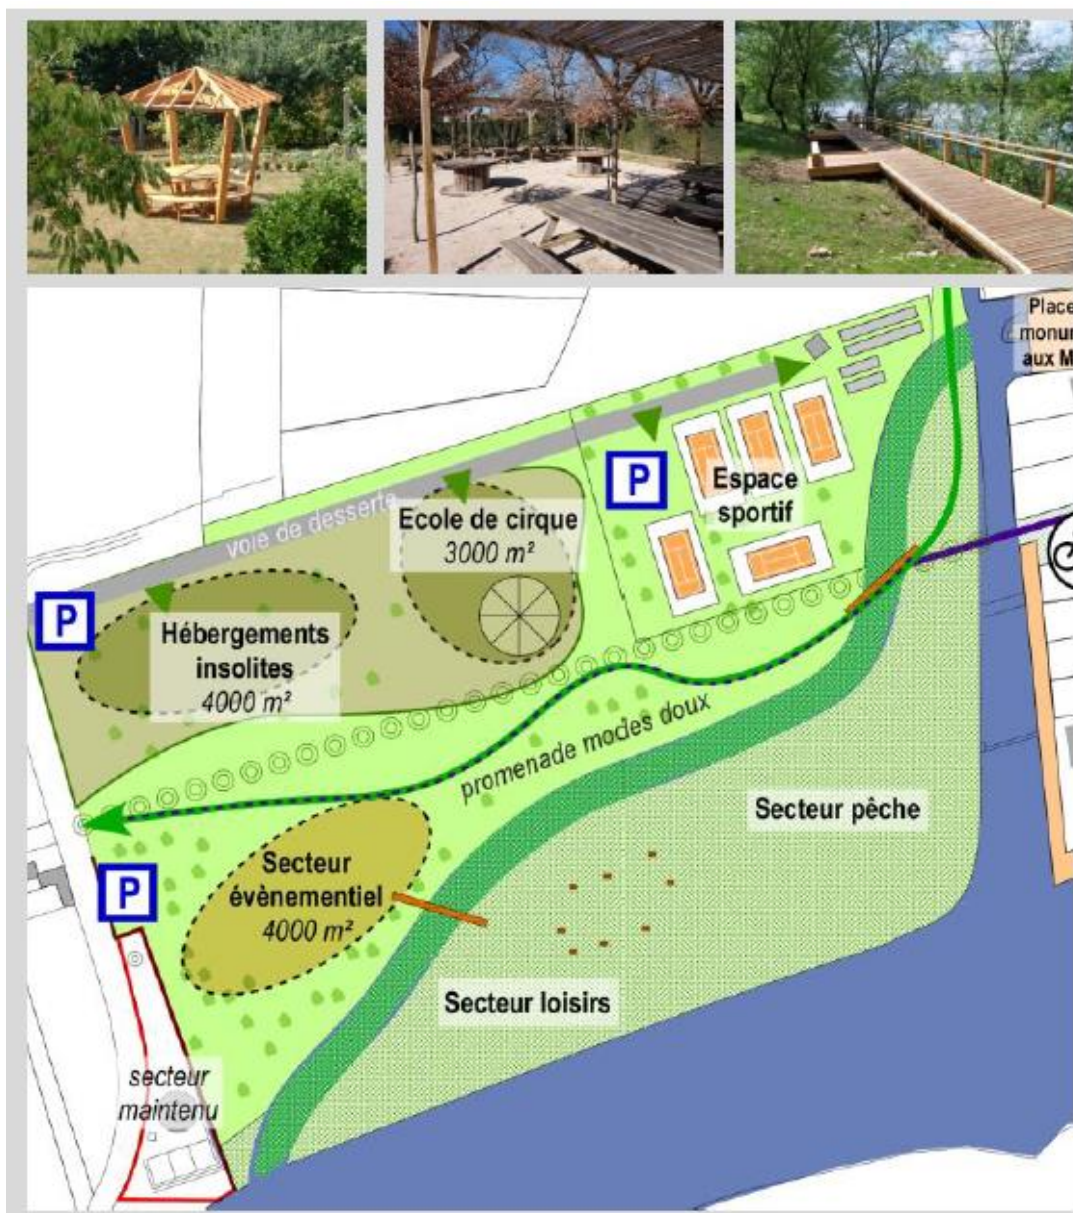 Place
monu
aux M
P
Espace
sportif
voie de desserte
Ecole de cirque
3000 m²
P
Hébergements
insolites
4000 m²
promenade modes doux
Secteur pêche
P
Secteur
évènementiel
4000 m²
Secteur loisirs
secteur
maintenu